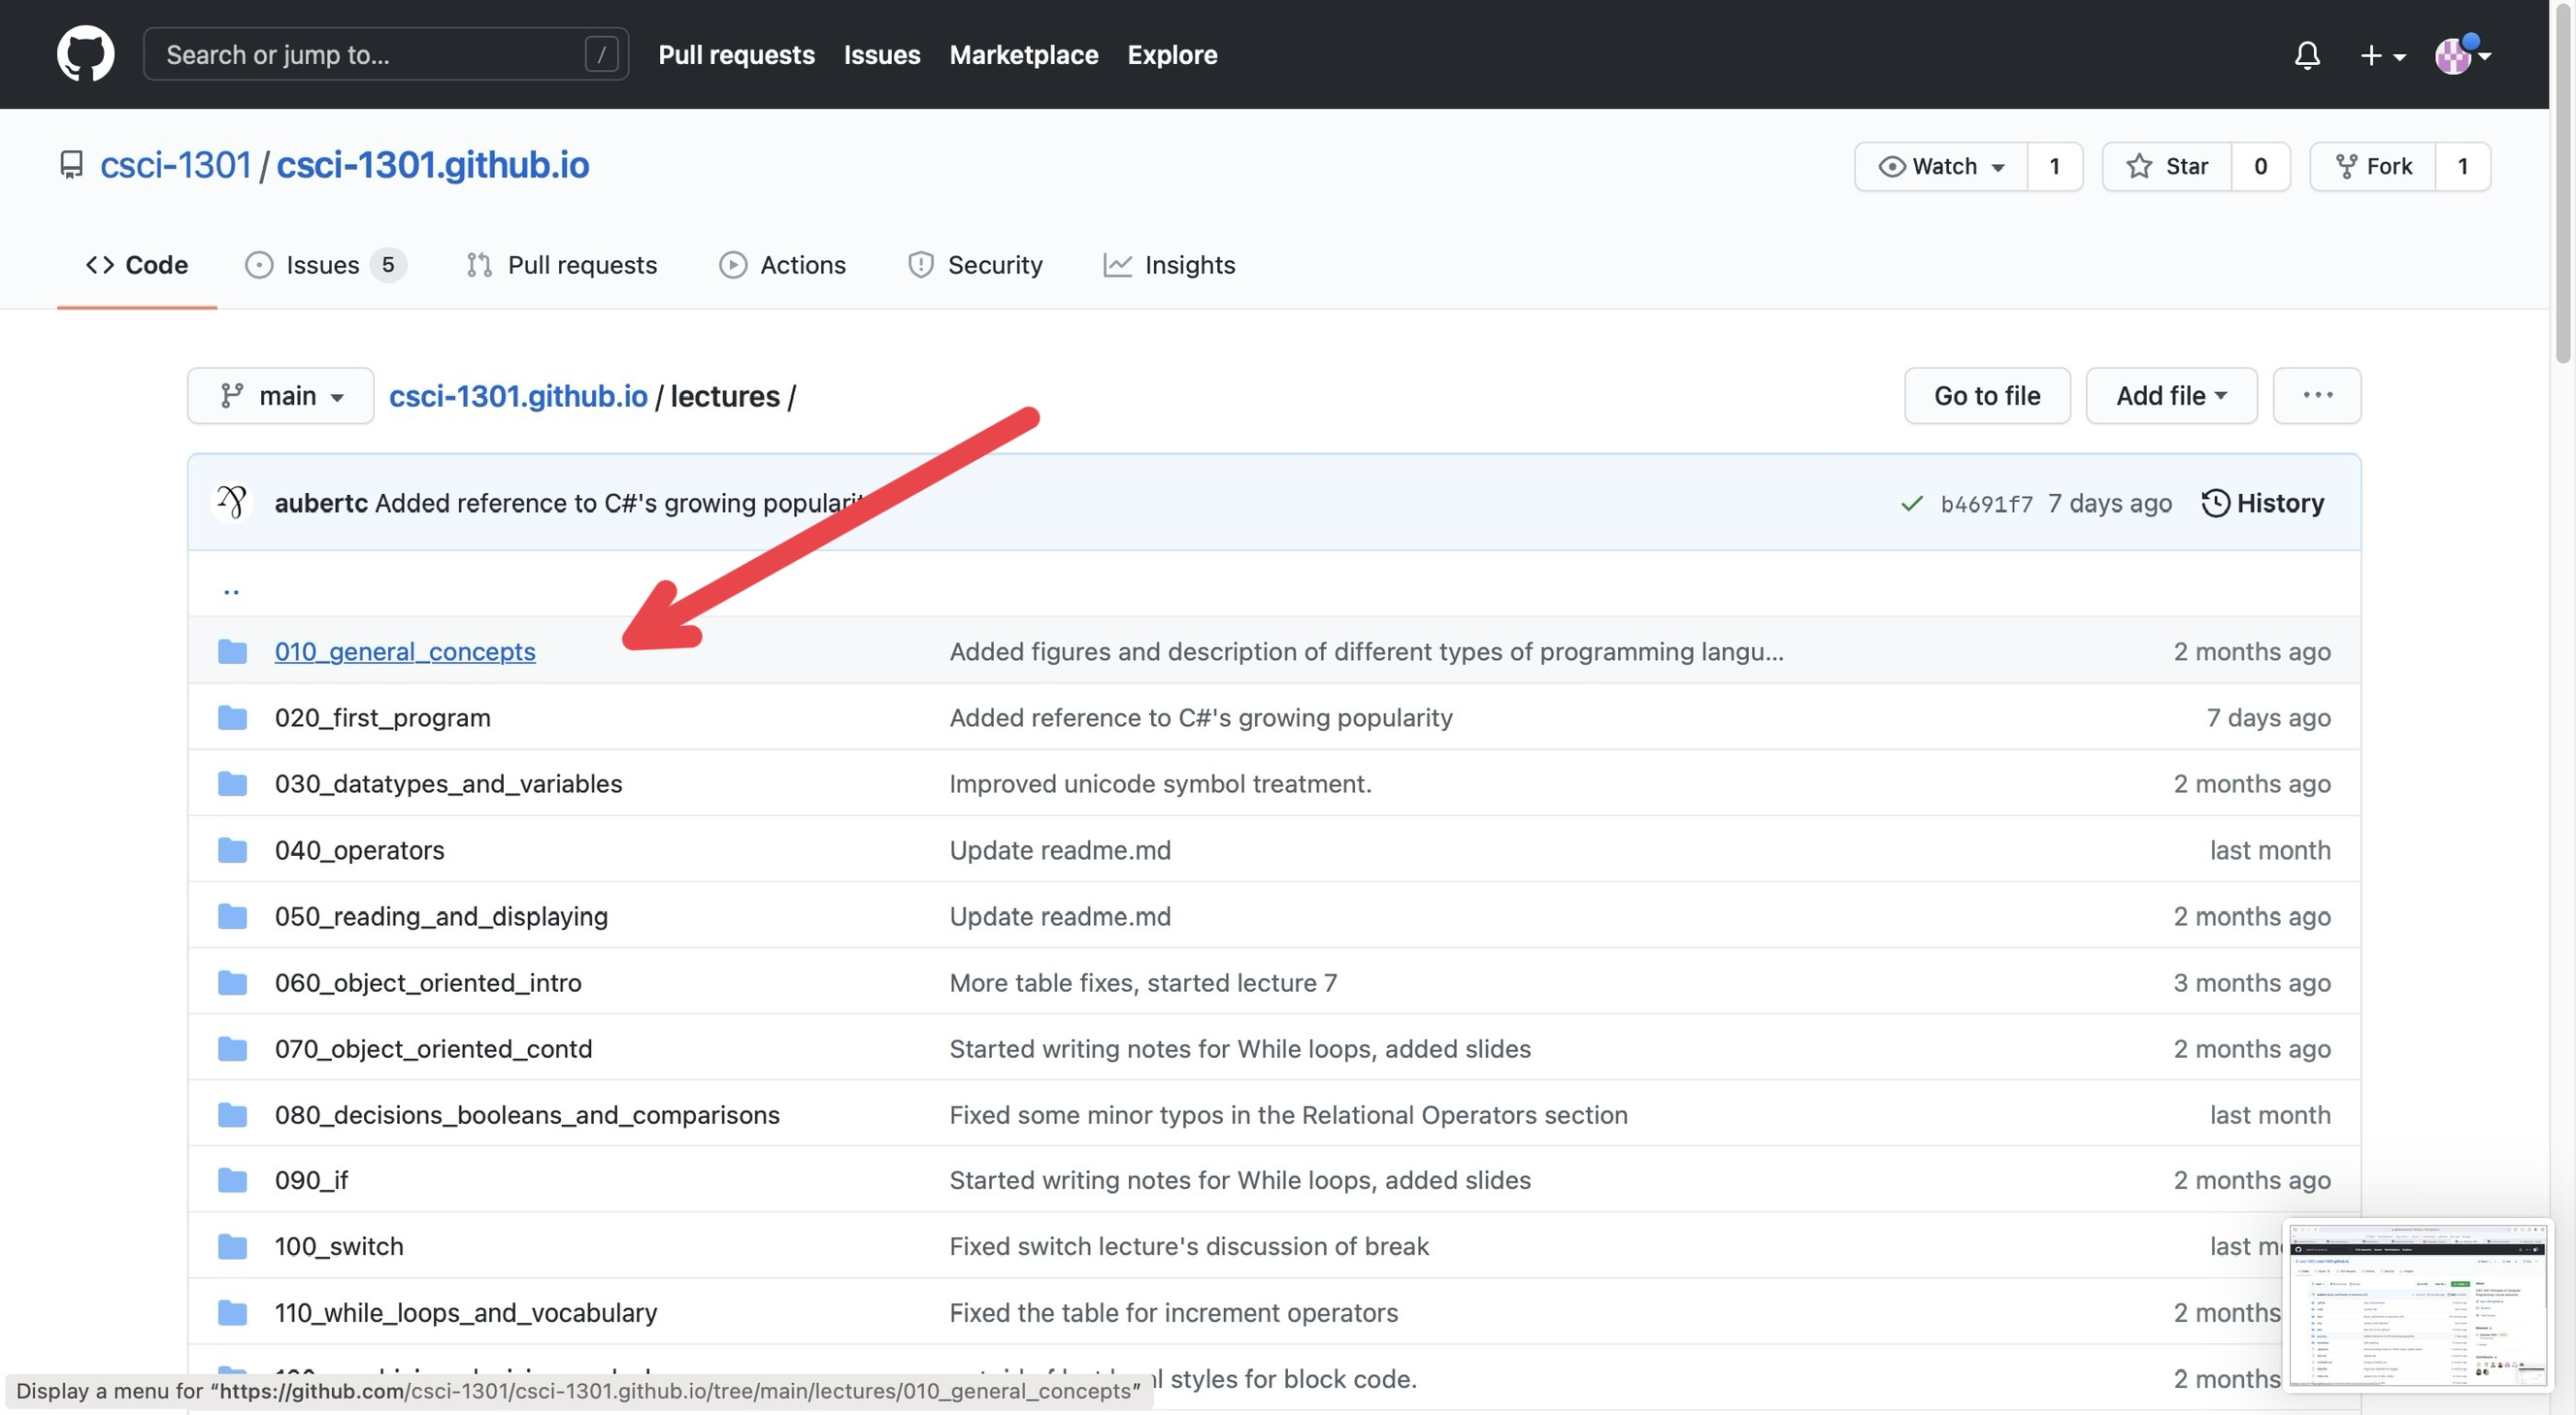 Search or jump to... / Pull requests Issues Marketplace Explore
csci-1301 / csci-1301.github.io Watch 1 Star 0 Fork 1
Code Issues 5 Pull requests Actions Security Insights
main csci-1301.github.io / lectures / Go to file Add file ...
aubertc Added reference to C#'s growing popularit b4691f7 7 days ago History
..
010_general_concepts Added figures and description of different types of programming langu... 2 months ago
020_first_program Added reference to C#'s growing popularity 7 days ago
030_datatypes_and_variables Improved unicode symbol treatment. 2 months ago
040_operators Update readme.md last month
050_reading_and_displaying Update readme.md 2 months ago
060_object_oriented_intro More table fixes, started lecture 7 3 months ago
070_object_oriented_contd Started writing notes for While loops, added slides 2 months ago
080_decisions_booleans_and_comparisons Fixed some minor typos in the Relational Operators section last month
090_if Started writing notes for While loops, added slides 2 months ago
100_switch Fixed switch lecture's discussion of break last m
110_while_loops_and_vocabulary Fixed the table for increment operators 2 months
styles for block code. 2 months
Display a menu for “https://github.com/csci-1301/csci-1301.github.io/tree/main/lectures/010_general_concepts”